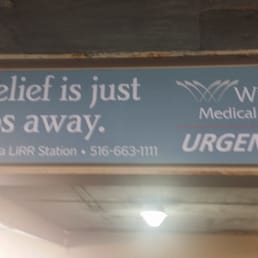 elief is just
s away.
a LIRR Station • 516-663-1111
W
Medical
URGEN